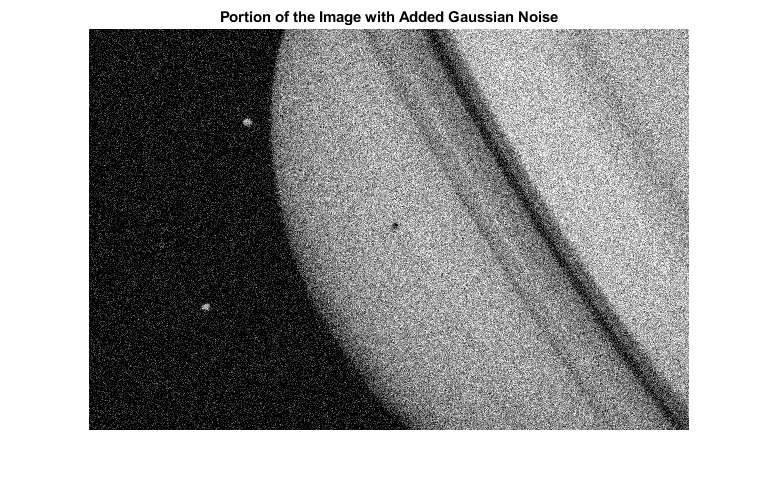 Portion of the Image with Added Gaussian Noise